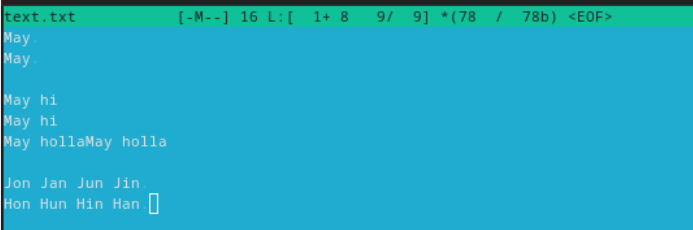 text.txt [-M--] 16 L:[ 1+ 8 9/ 9] *(78 / 78b) <EOF>
May.
May.
May hi
May hi
May hollaMay holla
Jon Jan Jun Jin.
Hon Hun Hin Han.